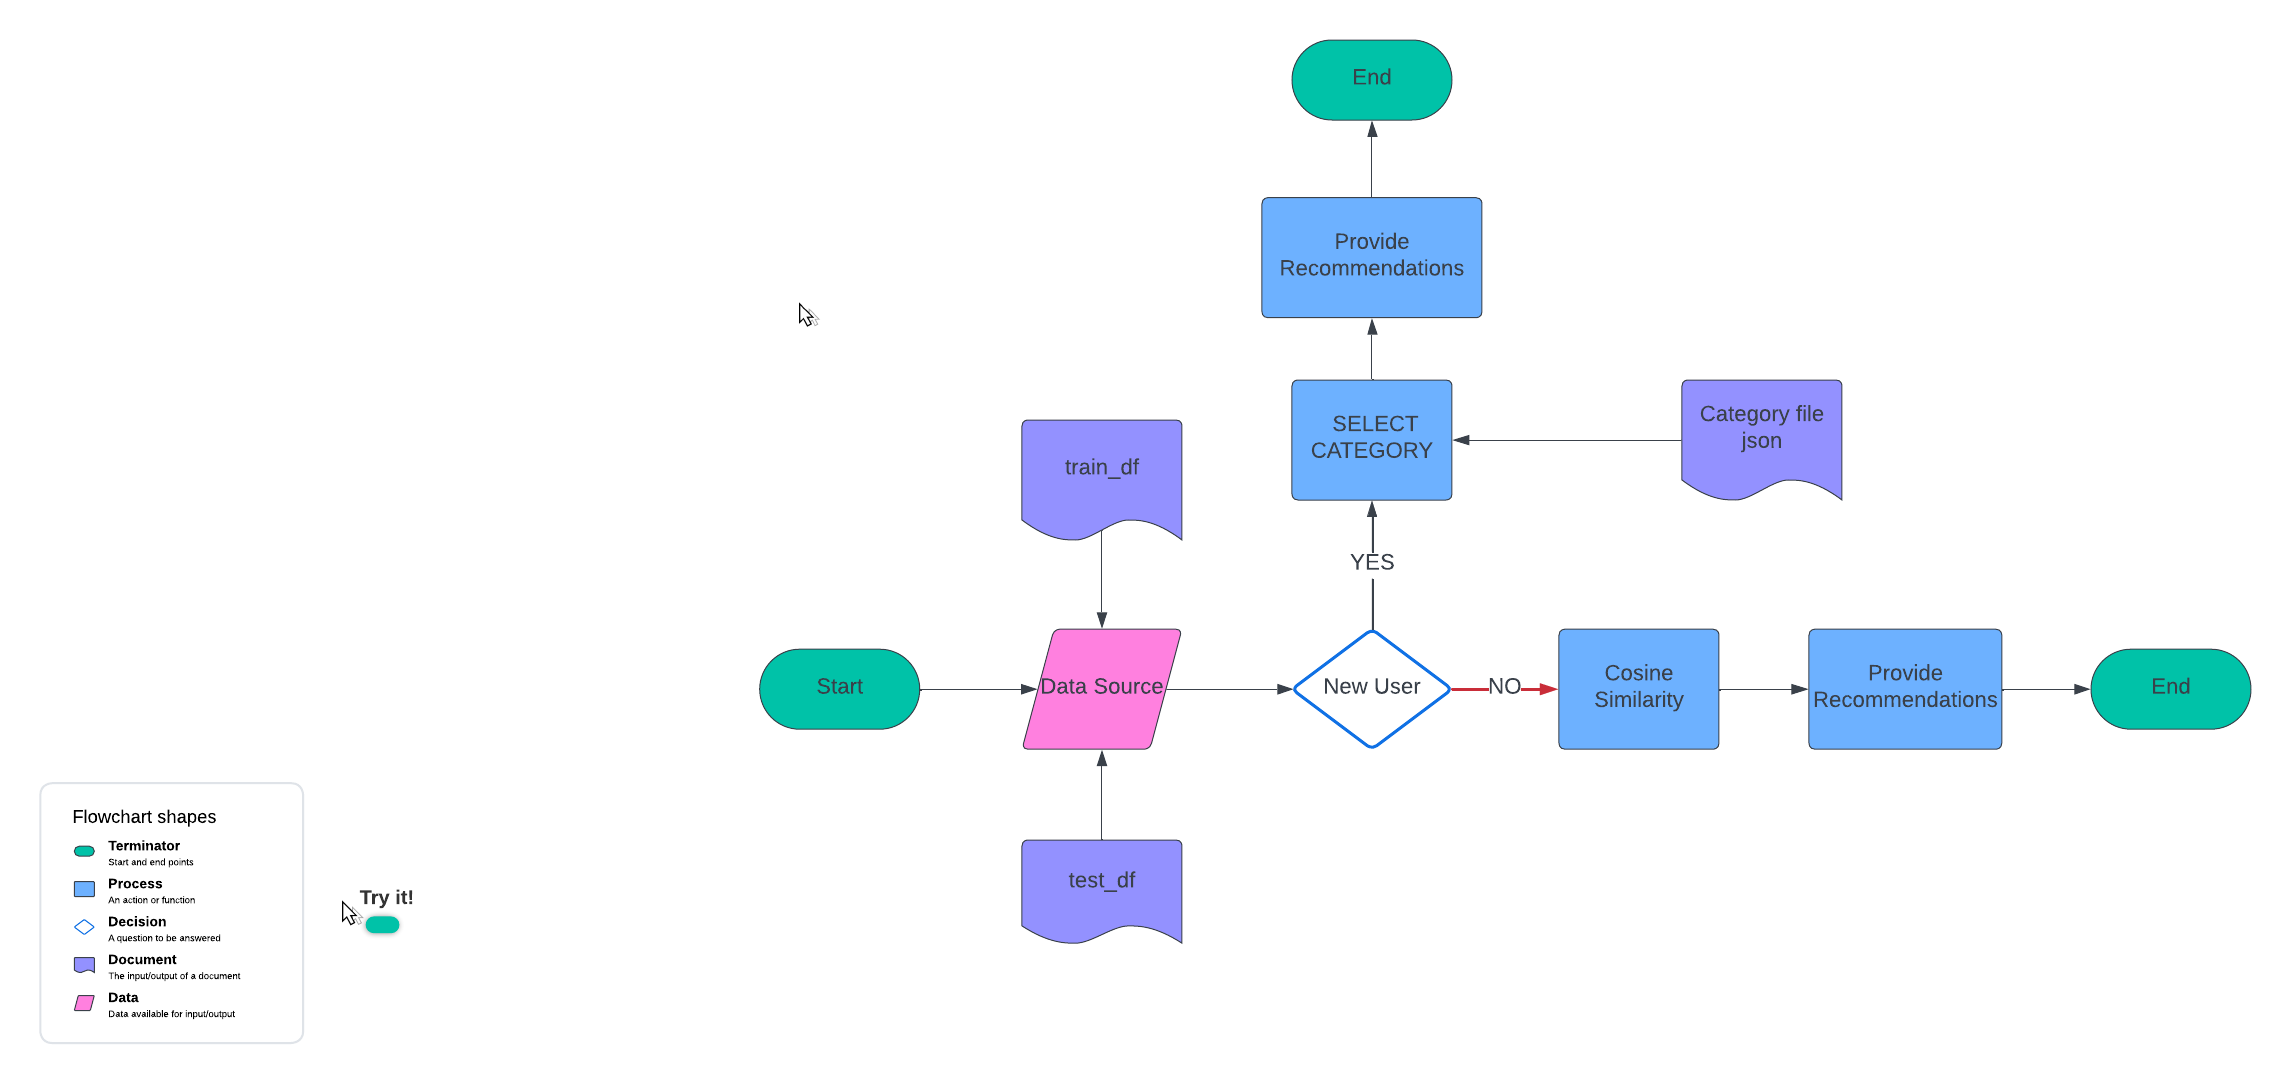 End
Provide
Recommendations
SELECT
CATEGORY
Category file
json
train_df
YES
Start
Data Source
New User
NO
Cosine
Similarity
Provide
Recommendations
End
test_df
Flowchart shapes
Terminator
Start and end points
Process
An action or function
Decision
A question to be answered
Document
The input/output of a document
Data
Data available for input/output
Try it!